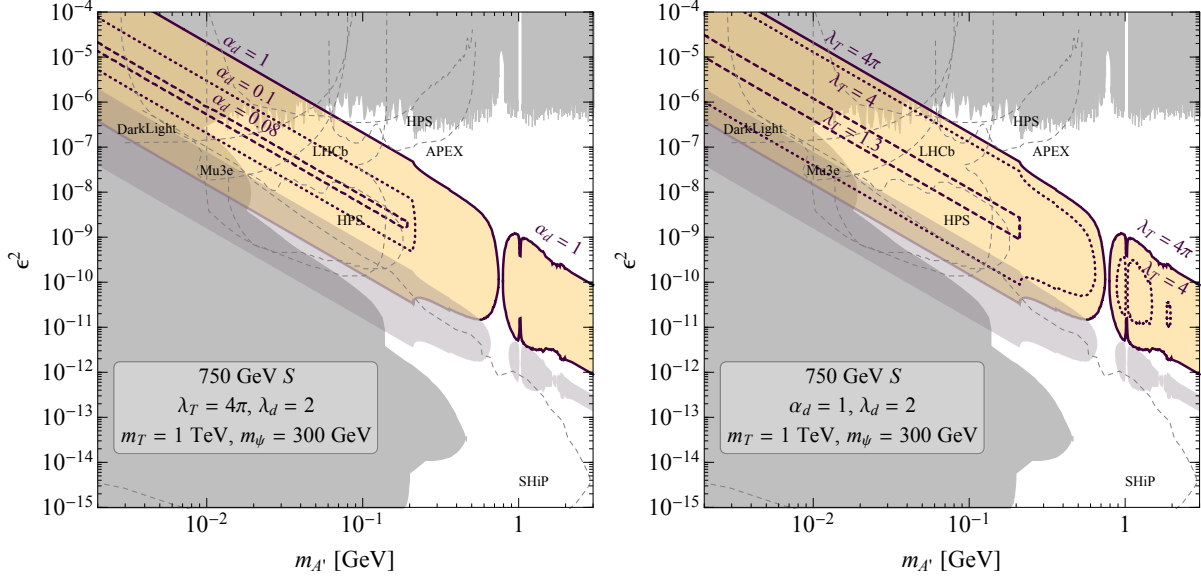 10⁻⁴
10⁻⁵
10⁻⁶
10⁻⁷
10⁻⁸
10⁻⁹
10⁻¹⁰
10⁻¹¹
10⁻¹²
10⁻¹³
10⁻¹⁴
10⁻¹⁵
ϵ²
α_d = 1
α_d = 0.1
α_d = 0.08
DarkLight
HPS
LHCb
APEX
Mu3e
HPS
α_d = 1
750 GeV S
λ_T = 4π, λ_d = 2
m_T = 1 TeV, m_ψ = 300 GeV
SHiP
10⁻²
10⁻¹
1
m_A' [GeV]
10⁻⁴
10⁻⁵
10⁻⁶
10⁻⁷
10⁻⁸
10⁻⁹
10⁻¹⁰
10⁻¹¹
10⁻¹²
10⁻¹³
10⁻¹⁴
10⁻¹⁵
ϵ²
λ_T = 4π
λ_T = 4
λ_T = 1.3
DarkLight
HPS
LHCb
APEX
Mu3e
HPS
λ_T = 4π
λ_T = 4
750 GeV S
α_d = 1, λ_d = 2
m_T = 1 TeV, m_ψ = 300 GeV
SHiP
10⁻²
10⁻¹
1
m_A' [GeV]